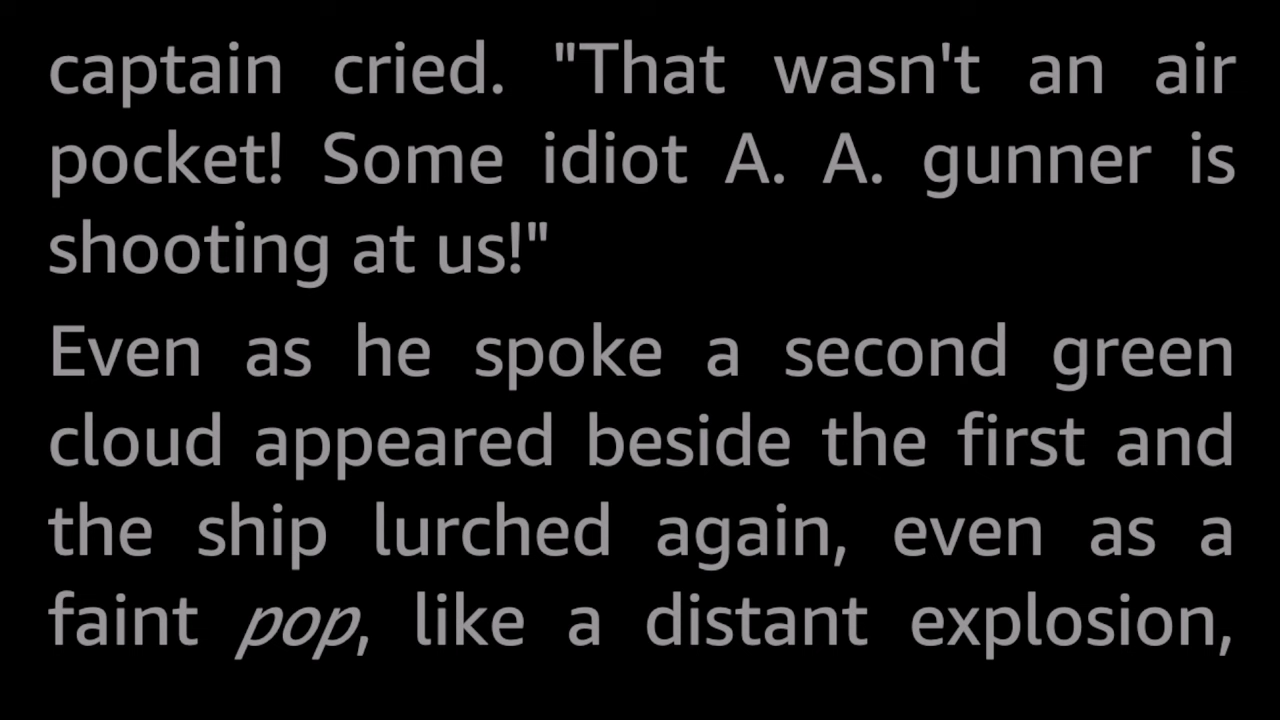 captain cried. "That wasn't an air
pocket! Some idiot A. A. gunner is
shooting at us!"
Even as he spoke a second green
cloud appeared beside the first and
the ship lurched again, even as a
faint pop, like a distant explosion,